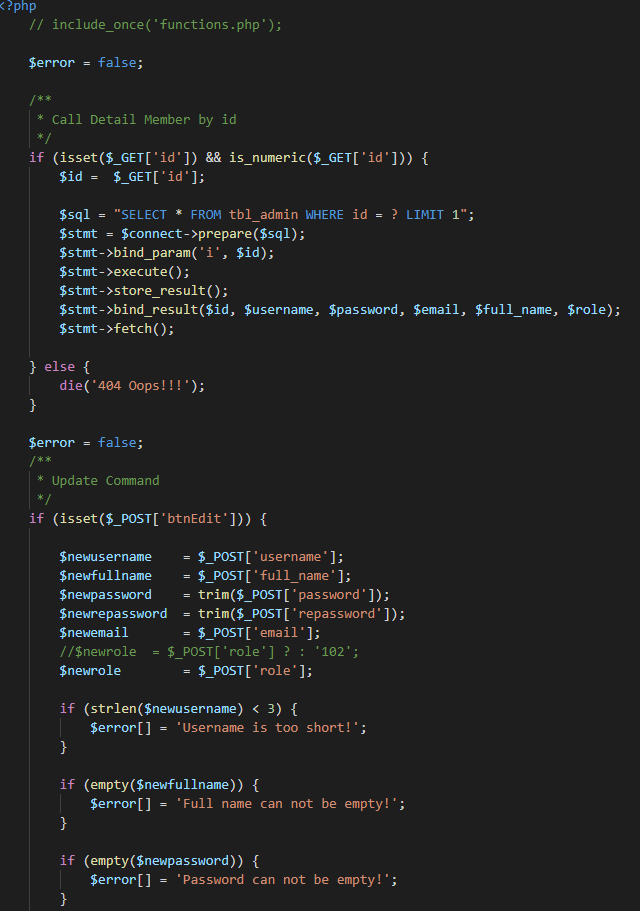 <?php
// include_once('functions.php');
$error = false;
/**
* Call Detail Member by id
*/
if (isset($_GET['id']) && is_numeric($_GET['id'])) {
$id =  $_GET['id'];
$sql = "SELECT * FROM tbl_admin WHERE id = ? LIMIT 1";
$stmt = $connect->prepare($sql);
$stmt->bind_param('i', $id);
$stmt->execute();
$stmt->store_result();
$stmt->bind_result($id, $username, $password, $email, $full_name, $role);
$stmt->fetch();
} else {
die('404 Oops!!!');
}
$error = false;
/**
* Update Command
*/
if (isset($_POST['btnEdit'])) {
$newusername    = $_POST['username'];
$newfullname    = $_POST['full_name'];
$newpassword    = trim($_POST['password']);
$newrepassword  = trim($_POST['repassword']);
$newemail       = $_POST['email'];
//$newrole  = $_POST['role'] ? : '102';
$newrole        = $_POST['role'];
if (strlen($newusername) < 3) {
$error[] = 'Username is too short!';
}
if (empty($newfullname)) {
$error[] = 'Full name can not be empty!';
}
if (empty($newpassword)) {
$error[] = 'Password can not be empty!';
}